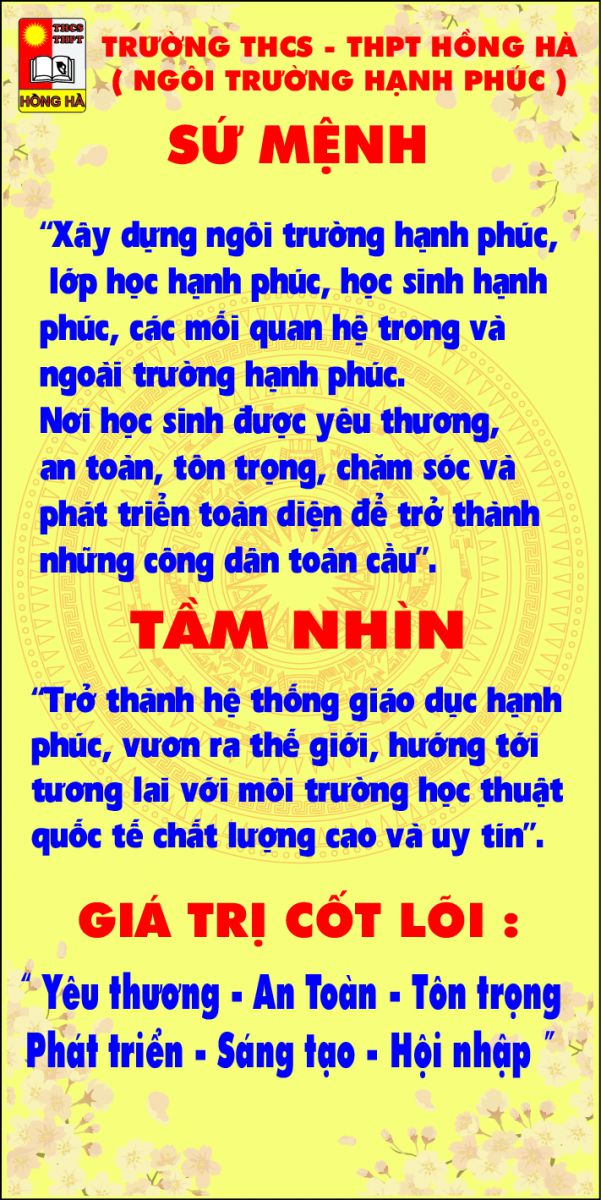 THCS
THPT
HỒNG HÀ
TRƯỜNG THCS - THPT HỒNG HÀ
( NGÔI TRƯỜNG HẠNH PHÚC )
SỨ MỆNH
“Xây dựng ngôi trường hạnh phúc,
lớp học hạnh phúc, học sinh hạnh
phúc, các mối quan hệ trong và
ngoài trường hạnh phúc.
Nơi học sinh được yêu thương,
an toàn, tôn trọng, chăm sóc và
phát triển toàn diện để trở thành
những công dân toàn cầu”.
TẦM NHÌN
“Trở thành hệ thống giáo dục hạnh
phúc, vươn ra thế giới, hướng tới
tương lai với môi trường học thuật
quốc tế chất lượng cao và uy tín”.
GIÁ TRỊ CỐT LÕI :
“ Yêu thương - An Toàn - Tôn trọng
Phát triển - Sáng tạo - Hội nhập ”